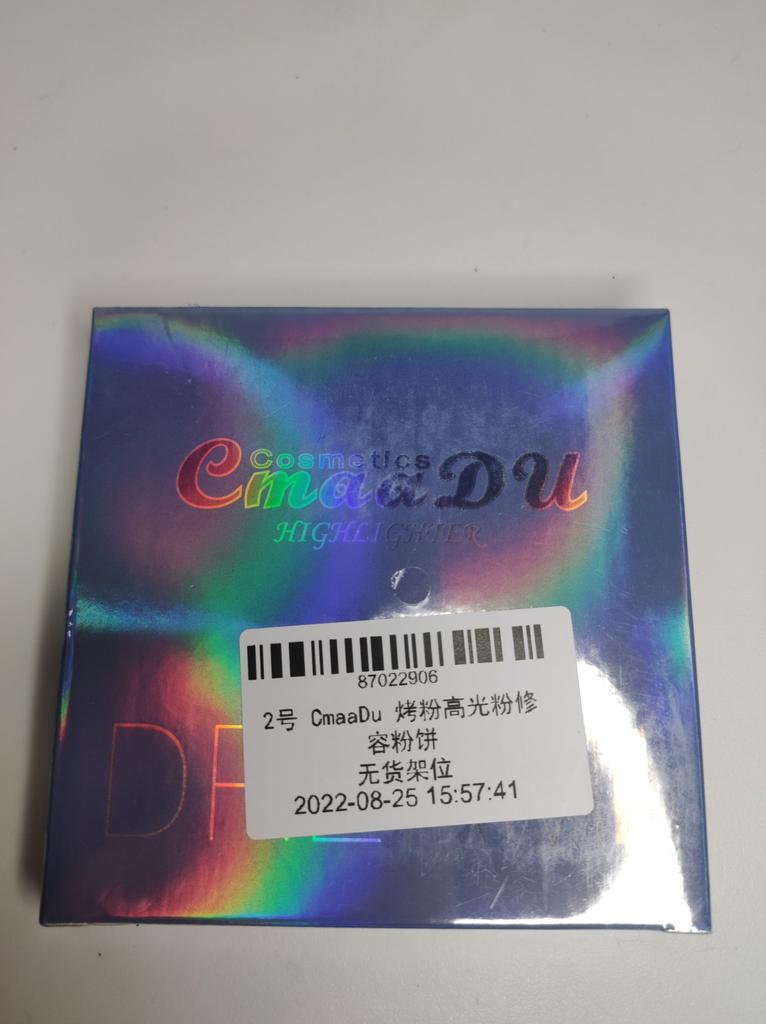 Cosmetics
CmaaDU
HIGHLIGHTER
87022906
2号 CmaaDu 烤粉高光粉修
容粉饼
无货架位
2022-08-25 15:57:41